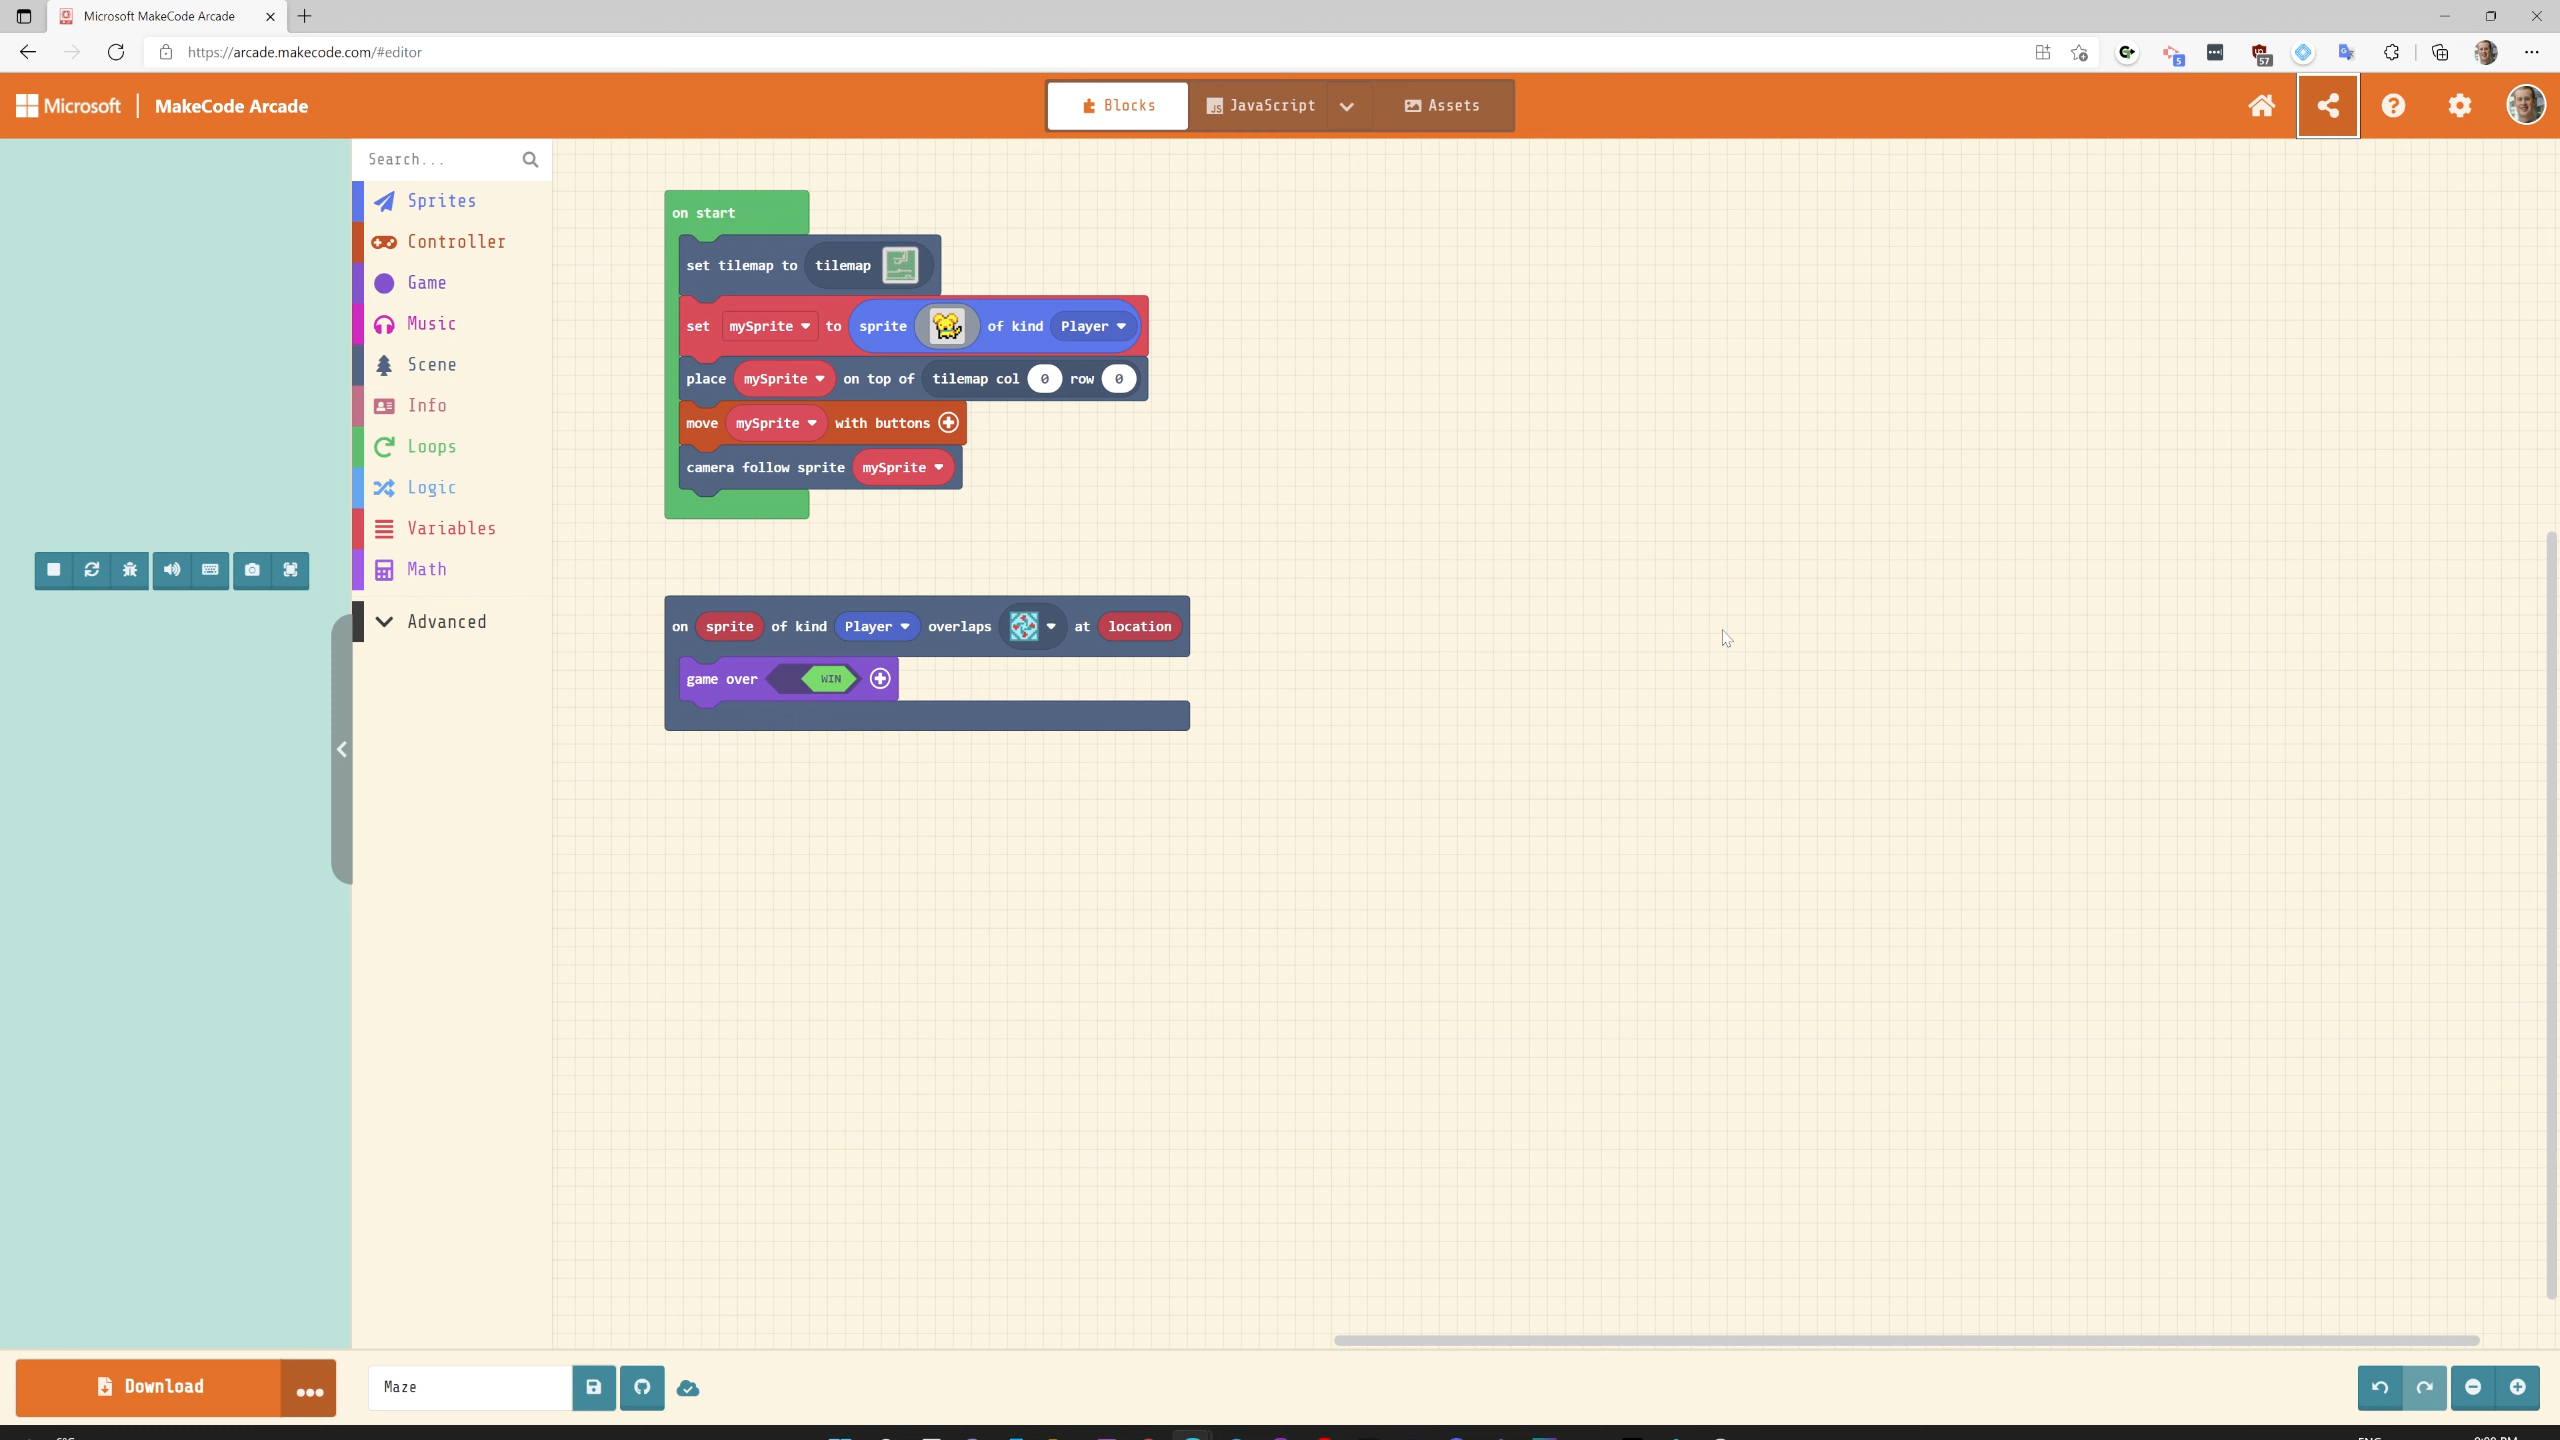 Microsoft MakeCode Arcade
https://arcade.makecode.com/#editor
5
57
Microsoft | MakeCode Arcade
Blocks
JS JavaScript
Assets
Search...
Sprites
Controller
Game
Music
Scene
Info
Loops
Logic
Variables
Math
Advanced
on start
set tilemap to tilemap
set mySprite to sprite of kind Player
place mySprite on top of tilemap col 0 row 0
move mySprite with buttons
camera follow sprite mySprite
on sprite of kind Player overlaps at location
game over WIN
Download
Maze